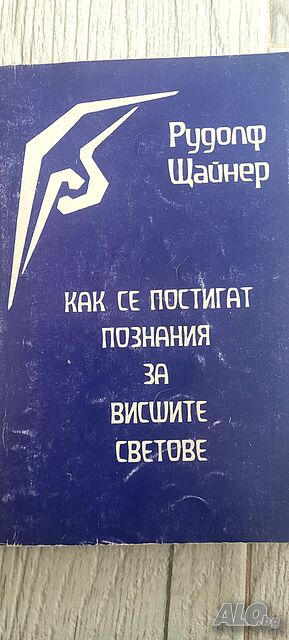 Рудолф
Щайнер
КАК СЕ ПОСТИГАТ
ПОЗНАНИЯ
ЗА
ВИСШИТЕ
СВЕТОВЕ
ALO.bg